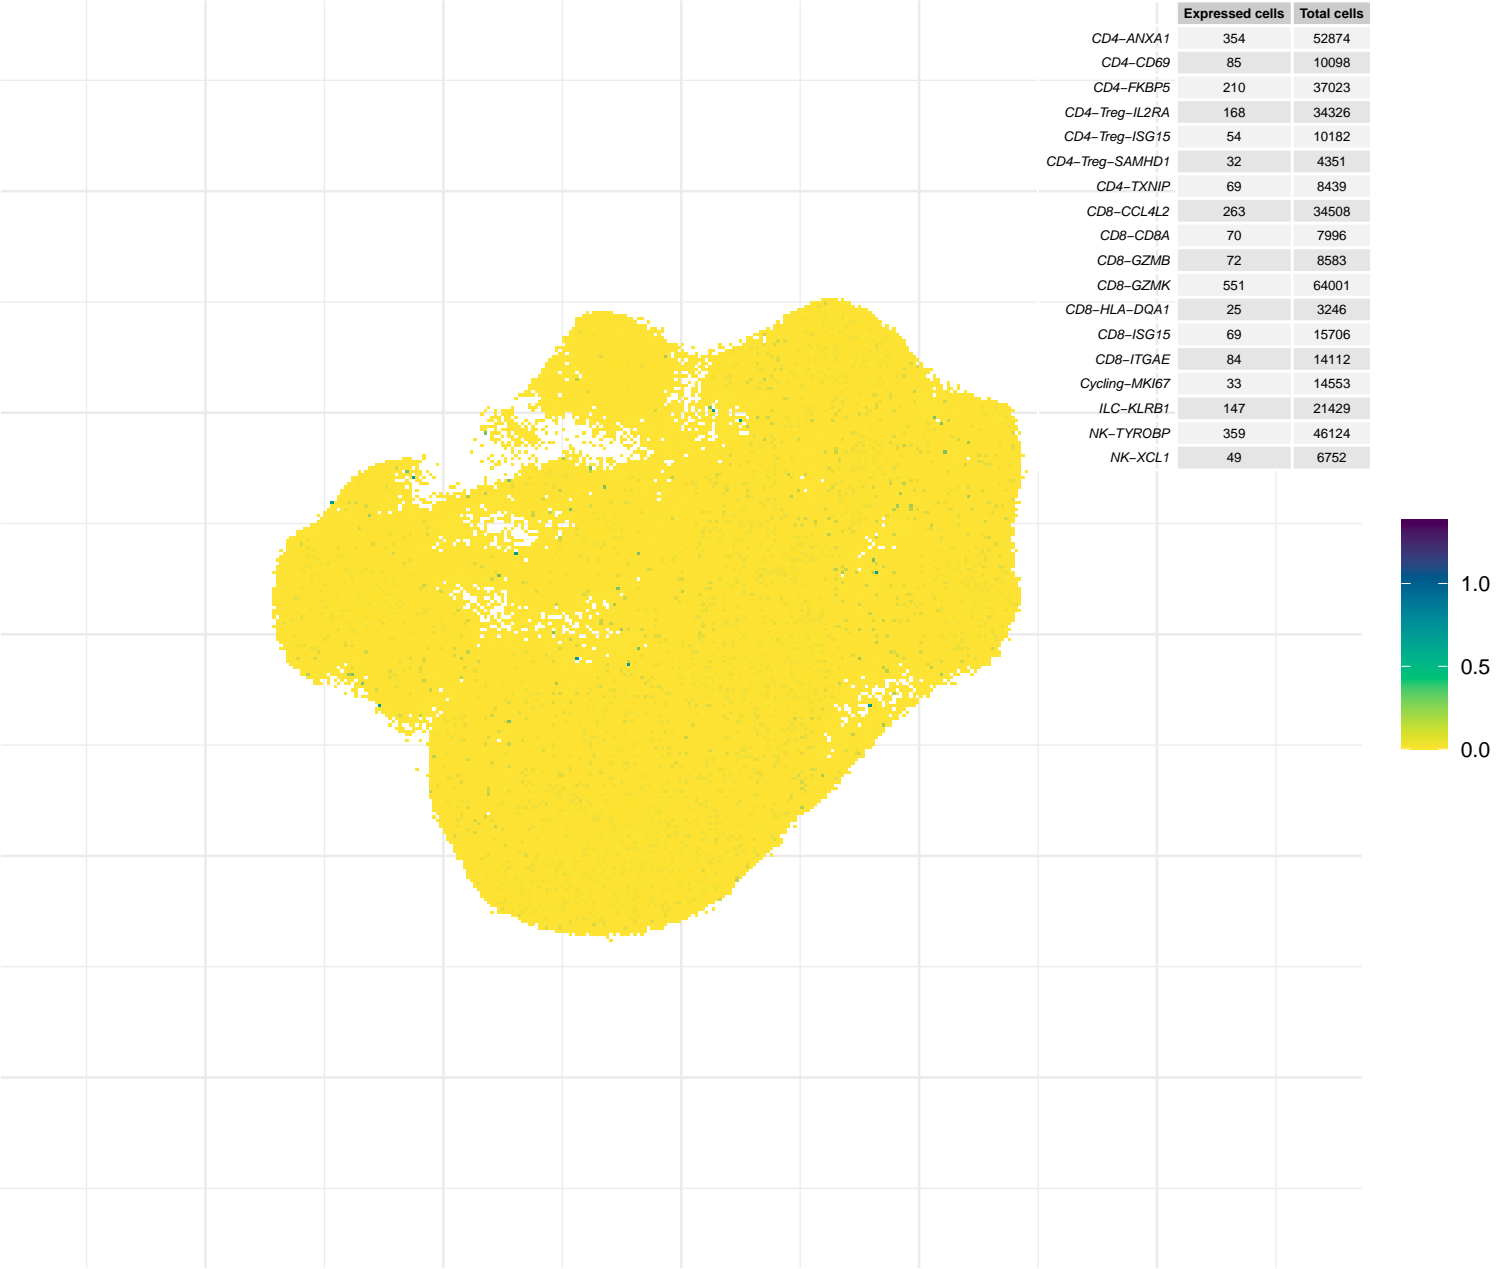 Expressed cells Total cells
CD4−ANXA1 354 52874
CD4−CD69 85 10098
CD4−FKBP5 210 37023
CD4−Treg−IL2RA 168 34326
CD4−Treg−ISG15 54 10182
CD4−Treg−SAMHD1 32 4351
CD4−TXNIP 69 8439
CD8−CCL4L2 263 34508
CD8−CD8A 70 7996
CD8−GZMB 72 8583
CD8−GZMK 551 64001
CD8−HLA−DQA1 25 3246
CD8−ISG15 69 15706
CD8−ITGAE 84 14112
Cycling−MKI67 33 14553
ILC−KLRB1 147 21429
NK−TYROBP 359 46124
NK−XCL1 49 6752
1.0
0.5
0.0